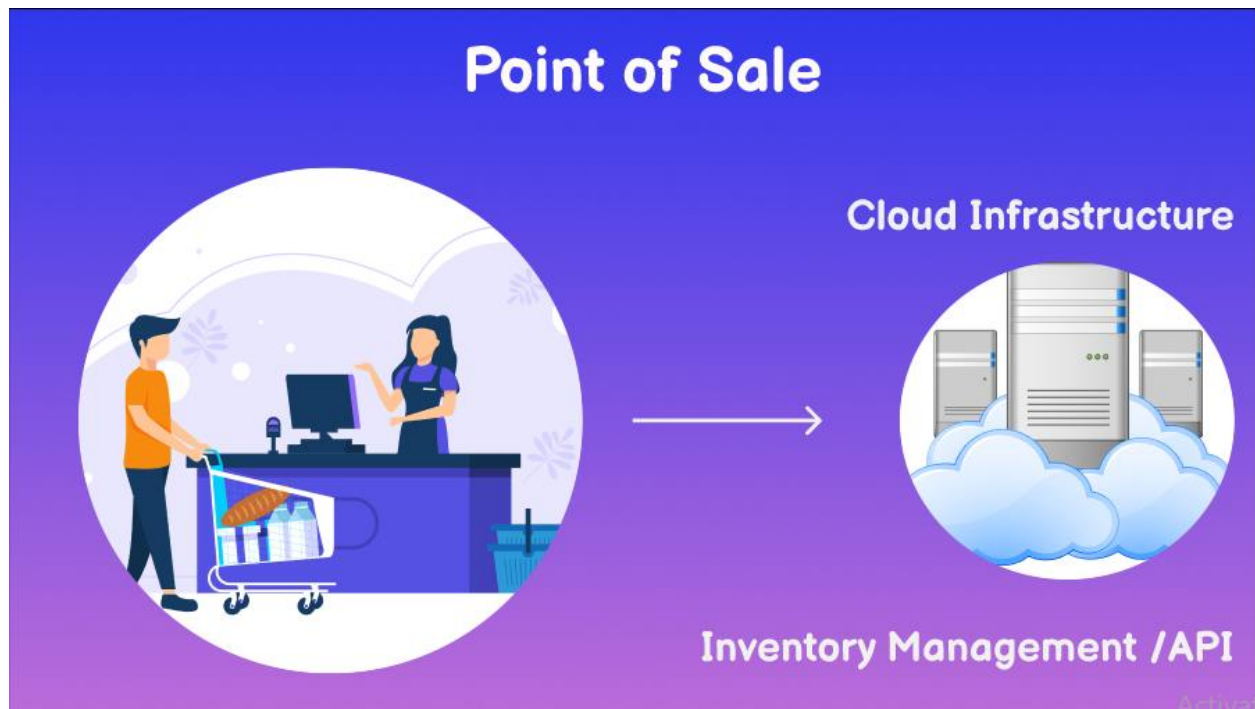 Point of Sale
Cloud Infrastructure
Inventory Management /API